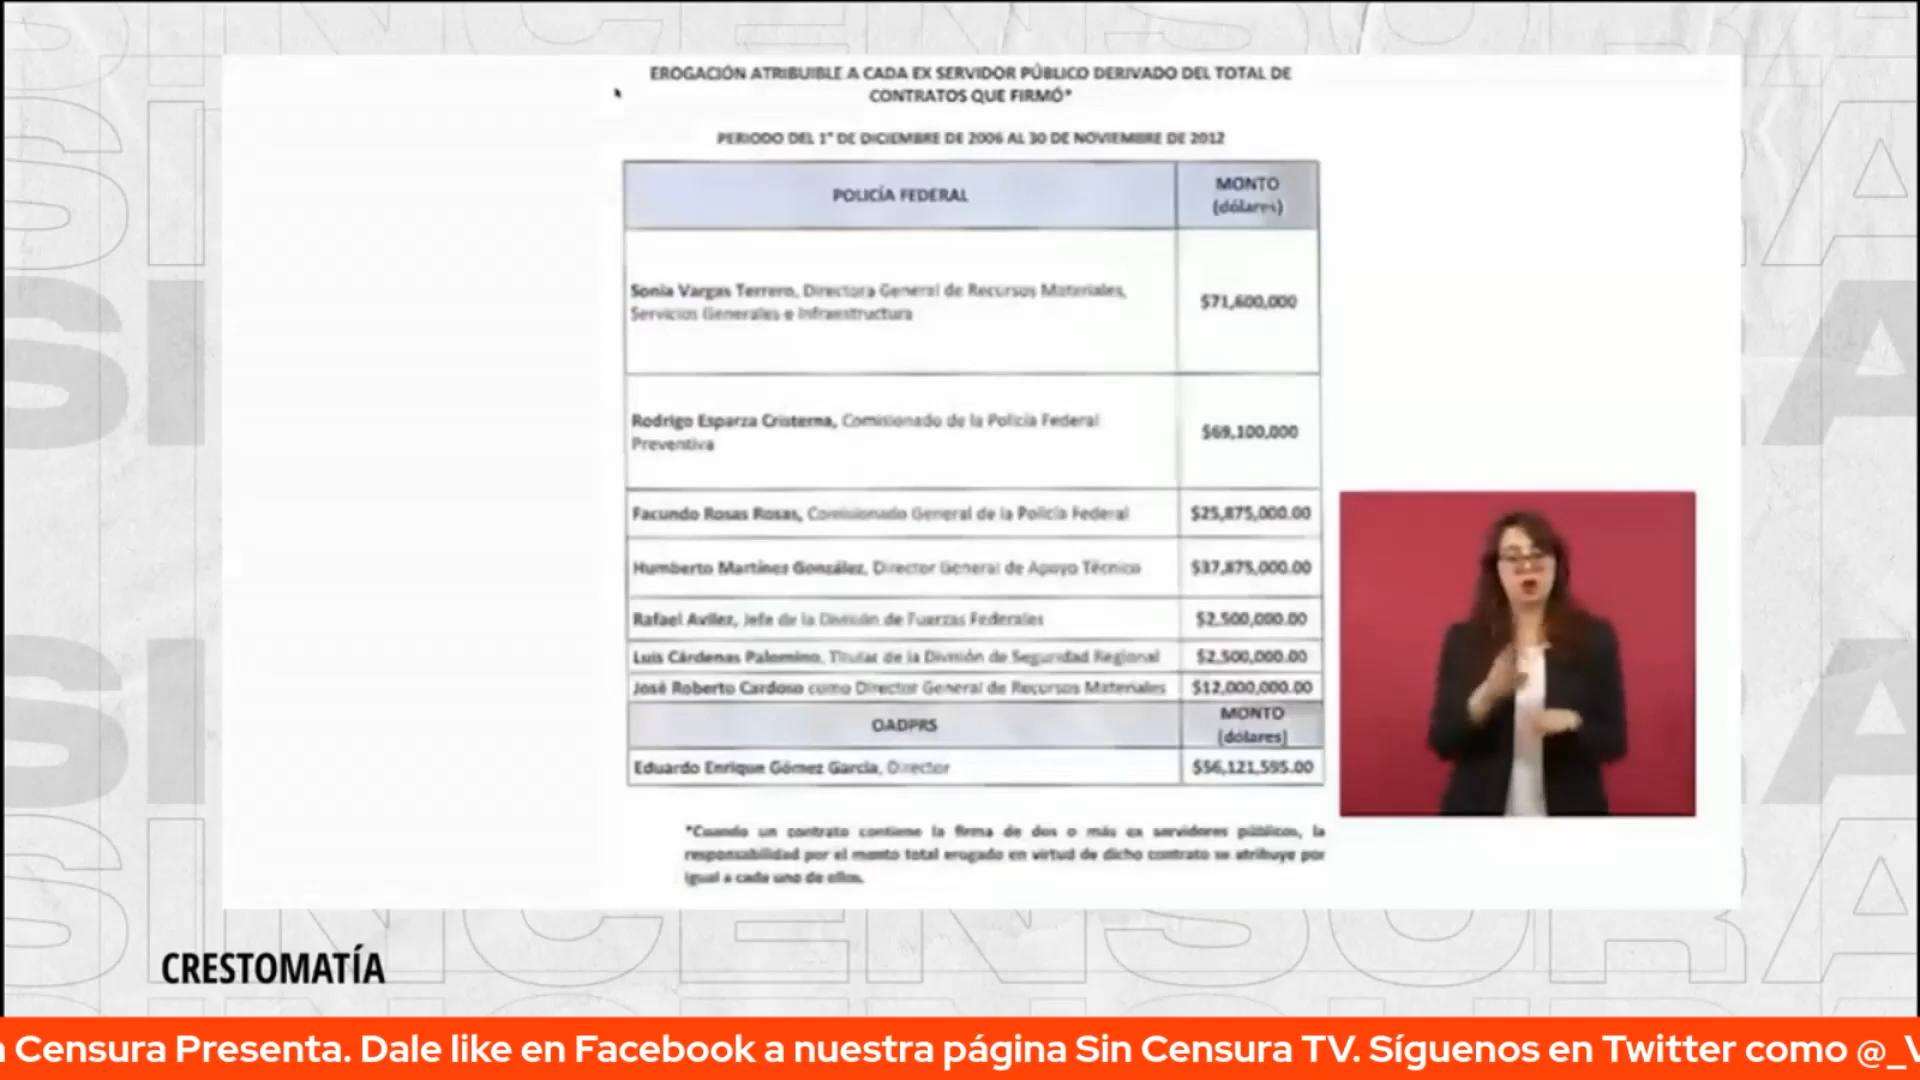 EROGACIÓN ATRIBUIBLE A CADA EX SERVIDOR PÚBLICO DERIVADO DEL TOTAL DE
CONTRATOS QUE FIRMÓ*
PERIODO DEL 1° DE DICIEMBRE DE 2006 AL 30 DE NOVIEMBRE DE 2012
POLICÍA FEDERAL
MONTO
(dólares)
Sonia Vargas Terrero, Directora General de Recursos Materiales,
Servicios Generales e Infraestructura
$71,600,000
Rodrigo Esparza Cristerna, Comisionado de la Policía Federal
Preventiva
$69,100,000
Facundo Rosas Rosas, Comisionado General de la Policía Federal
$25,875,000.00
Humberto Martínez González, Director General de Apoyo Técnico
$37,875,000.00
Rafael Avilez, Jefe de la División de Fuerzas Federales
$2,500,000.00
Luis Cárdenas Palomino, Titular de la División de Seguridad Regional
$2,500,000.00
José Roberto Cardoso como Director General de Recursos Materiales
$12,000,000.00
OADPRS
MONTO
(dólares)
Eduardo Enrique Gómez García, Director
$56,121,595.00
*Cuando un contrato contiene la firma de dos o más ex servidores públicos, la
responsabilidad por el monto total erogado en virtud de dicho contrato se atribuye por
igual a cada uno de ellos.
SINCENSURA
CRESTOMATÍA
Censura Presenta. Dale like en Facebook a nuestra página Sin Censura TV. Síguenos en Twitter como @_V